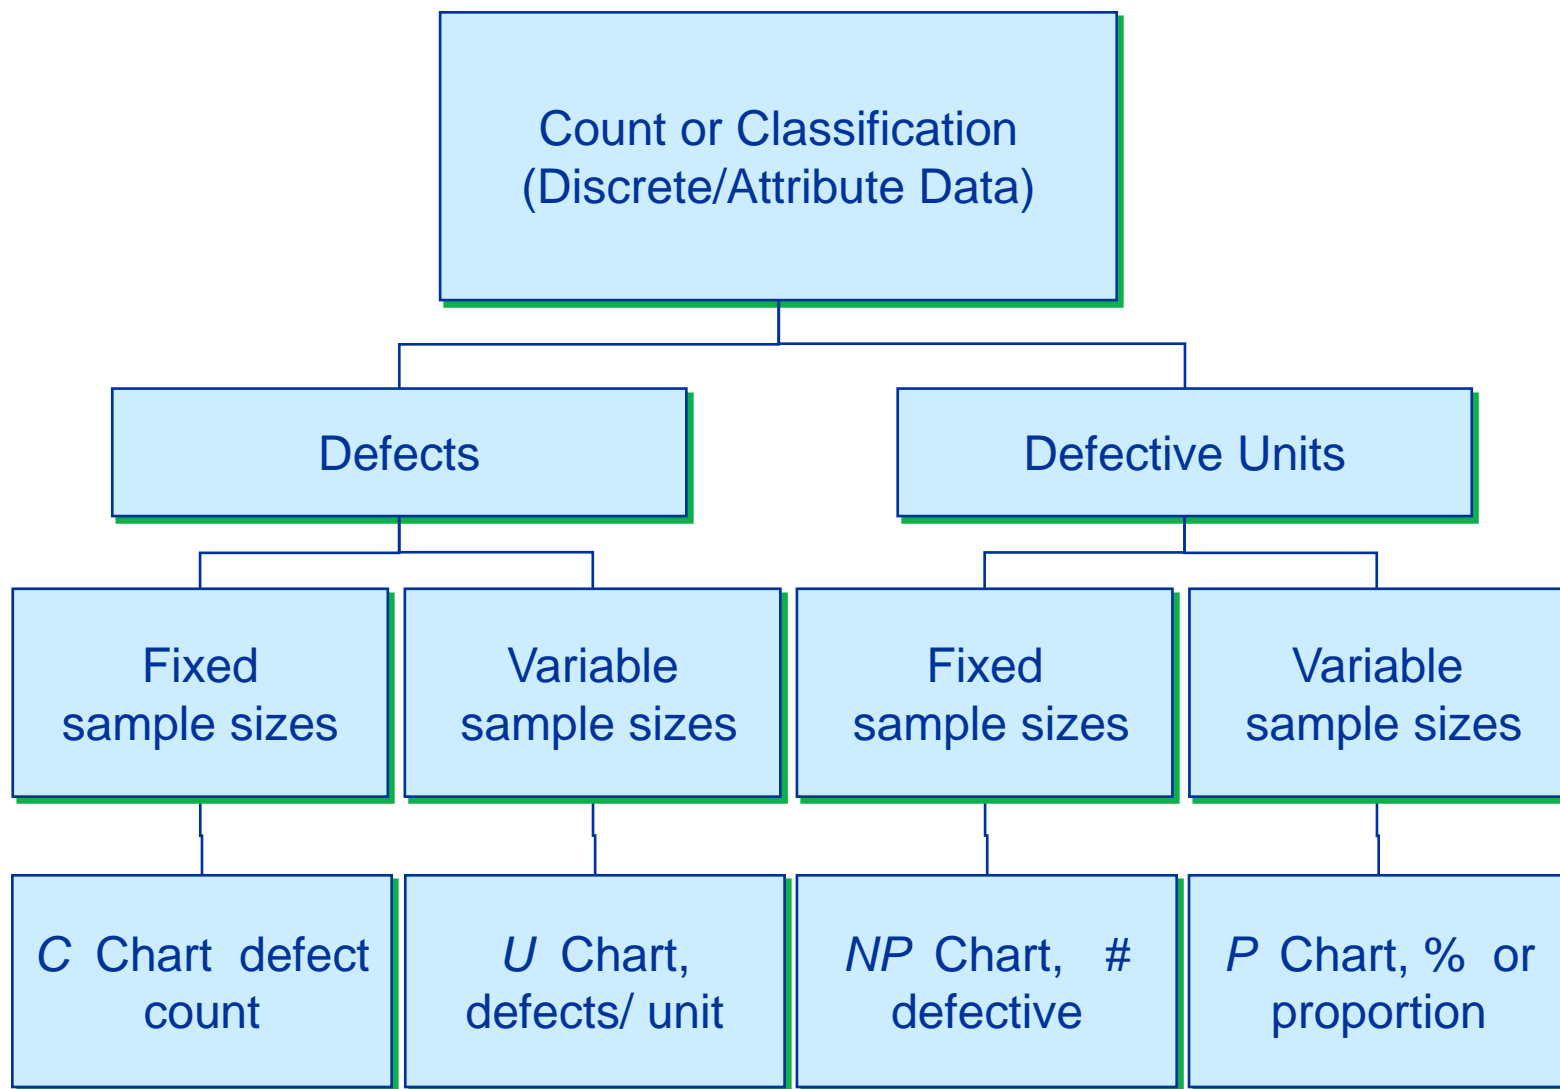 Count or Classification
(Discrete/Attribute Data)
Defects
Defective Units
Fixed
sample sizes
Variable
sample sizes
Fixed
sample sizes
Variable
sample sizes
C Chart defect
count
U Chart,
defects/ unit
NP Chart, #
defective
P Chart, % or
proportion